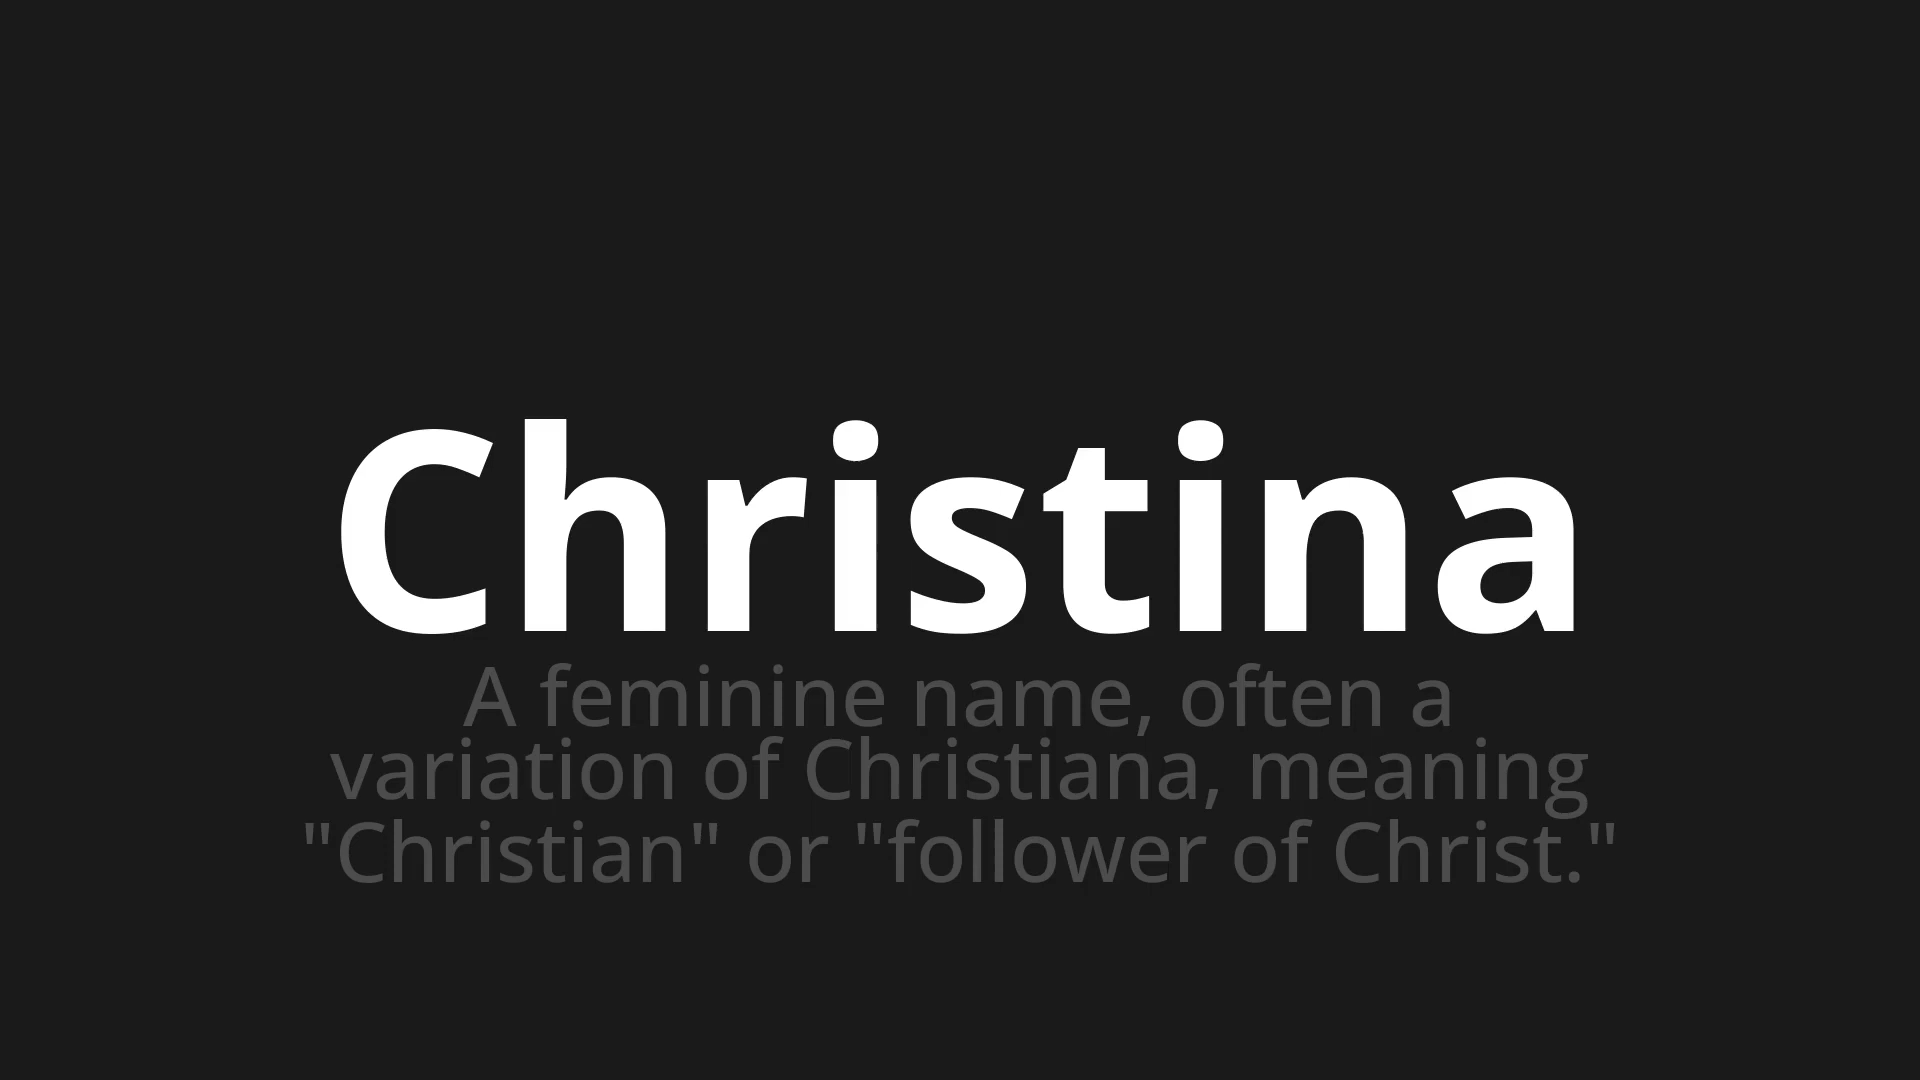 Christina
A feminine name, often a
variation of Christiana, meaning
"Christian" or "follower of Christ."